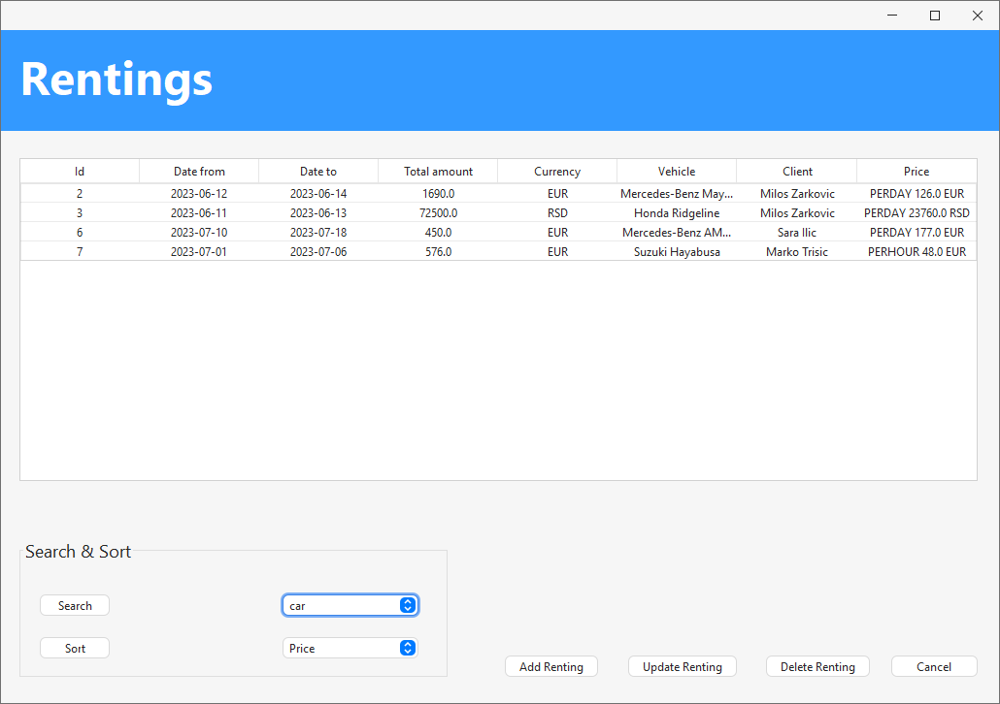 Rentings
Id Date from Date to Total amount Currency Vehicle Client Price
2 2023-06-12 2023-06-14 1690.0 EUR Mercedes-Benz May... Milos Zarkovic PERDAY 126.0 EUR
3 2023-06-11 2023-06-13 72500.0 RSD Honda Ridgeline Milos Zarkovic PERDAY 23760.0 RSD
6 2023-07-10 2023-07-18 450.0 EUR Mercedes-Benz AM... Sara Ilic PERDAY 177.0 EUR
7 2023-07-01 2023-07-06 576.0 EUR Suzuki Hayabusa Marko Trisic PERHOUR 48.0 EUR
Search & Sort
Search car
Sort Price
Add Renting Update Renting Delete Renting Cancel